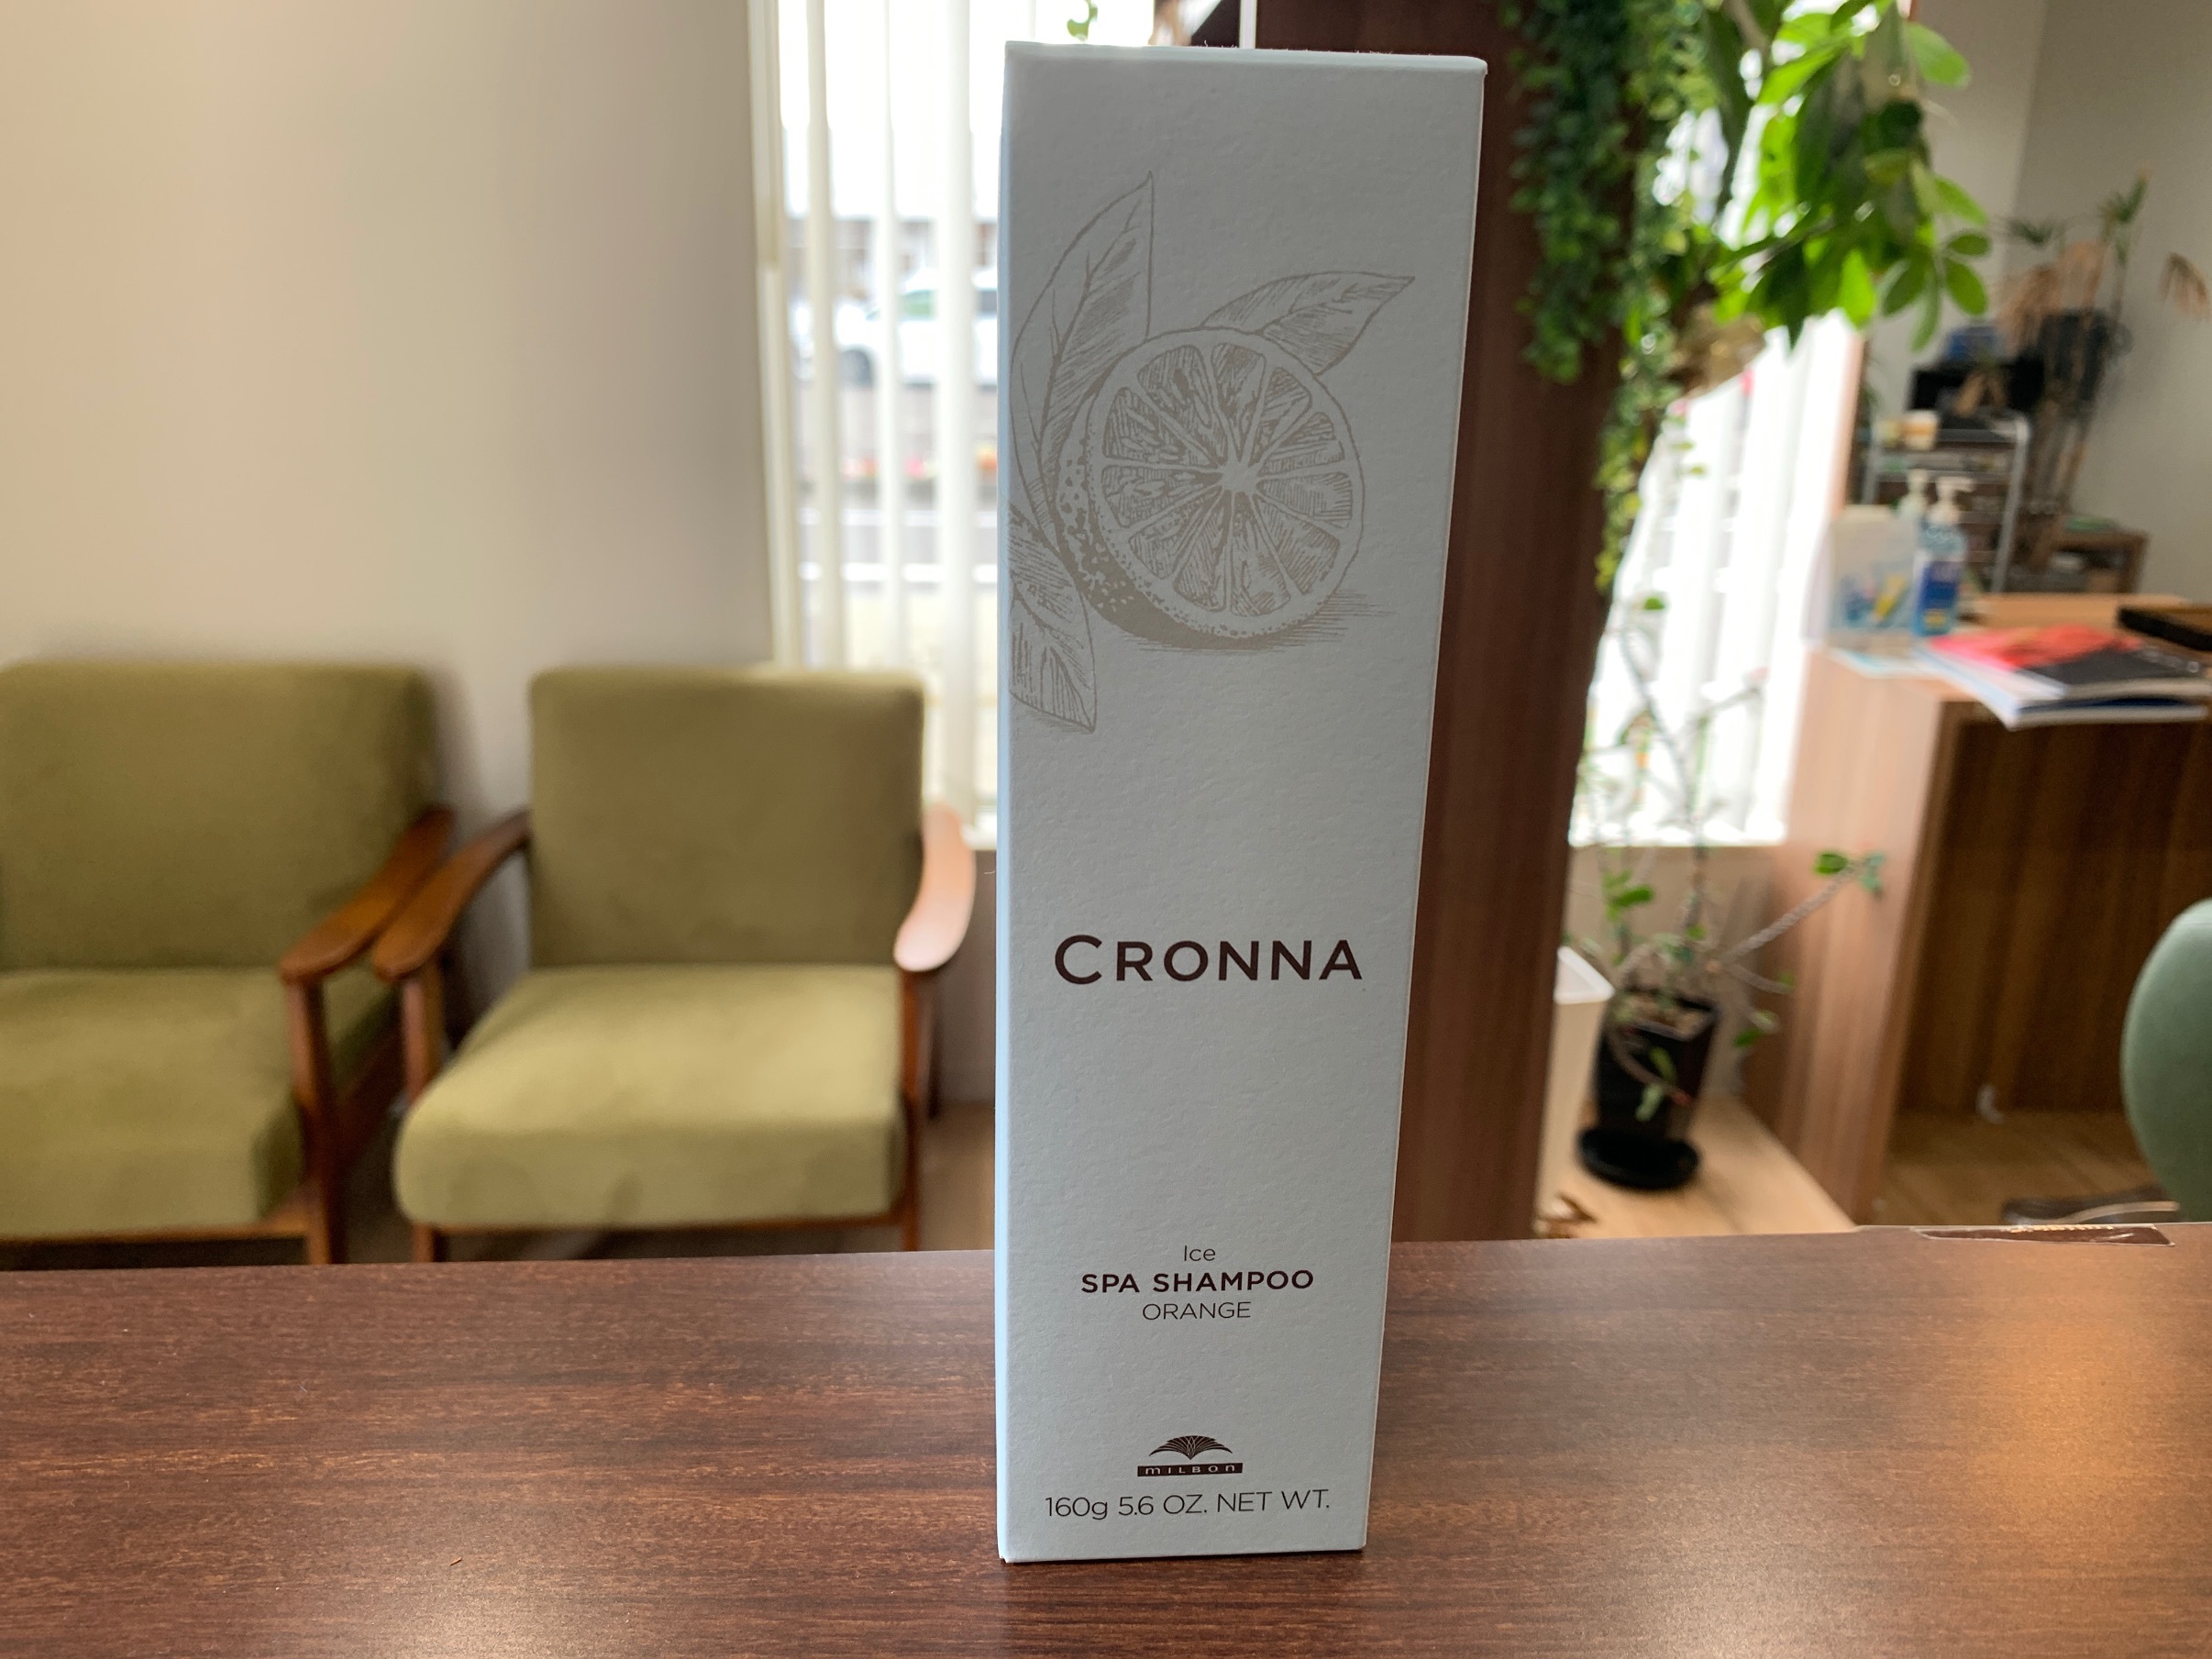 CRONNA
Ice
SPA SHAMPOO
ORANGE
MILBON
160g 5.6 OZ. NET WT.